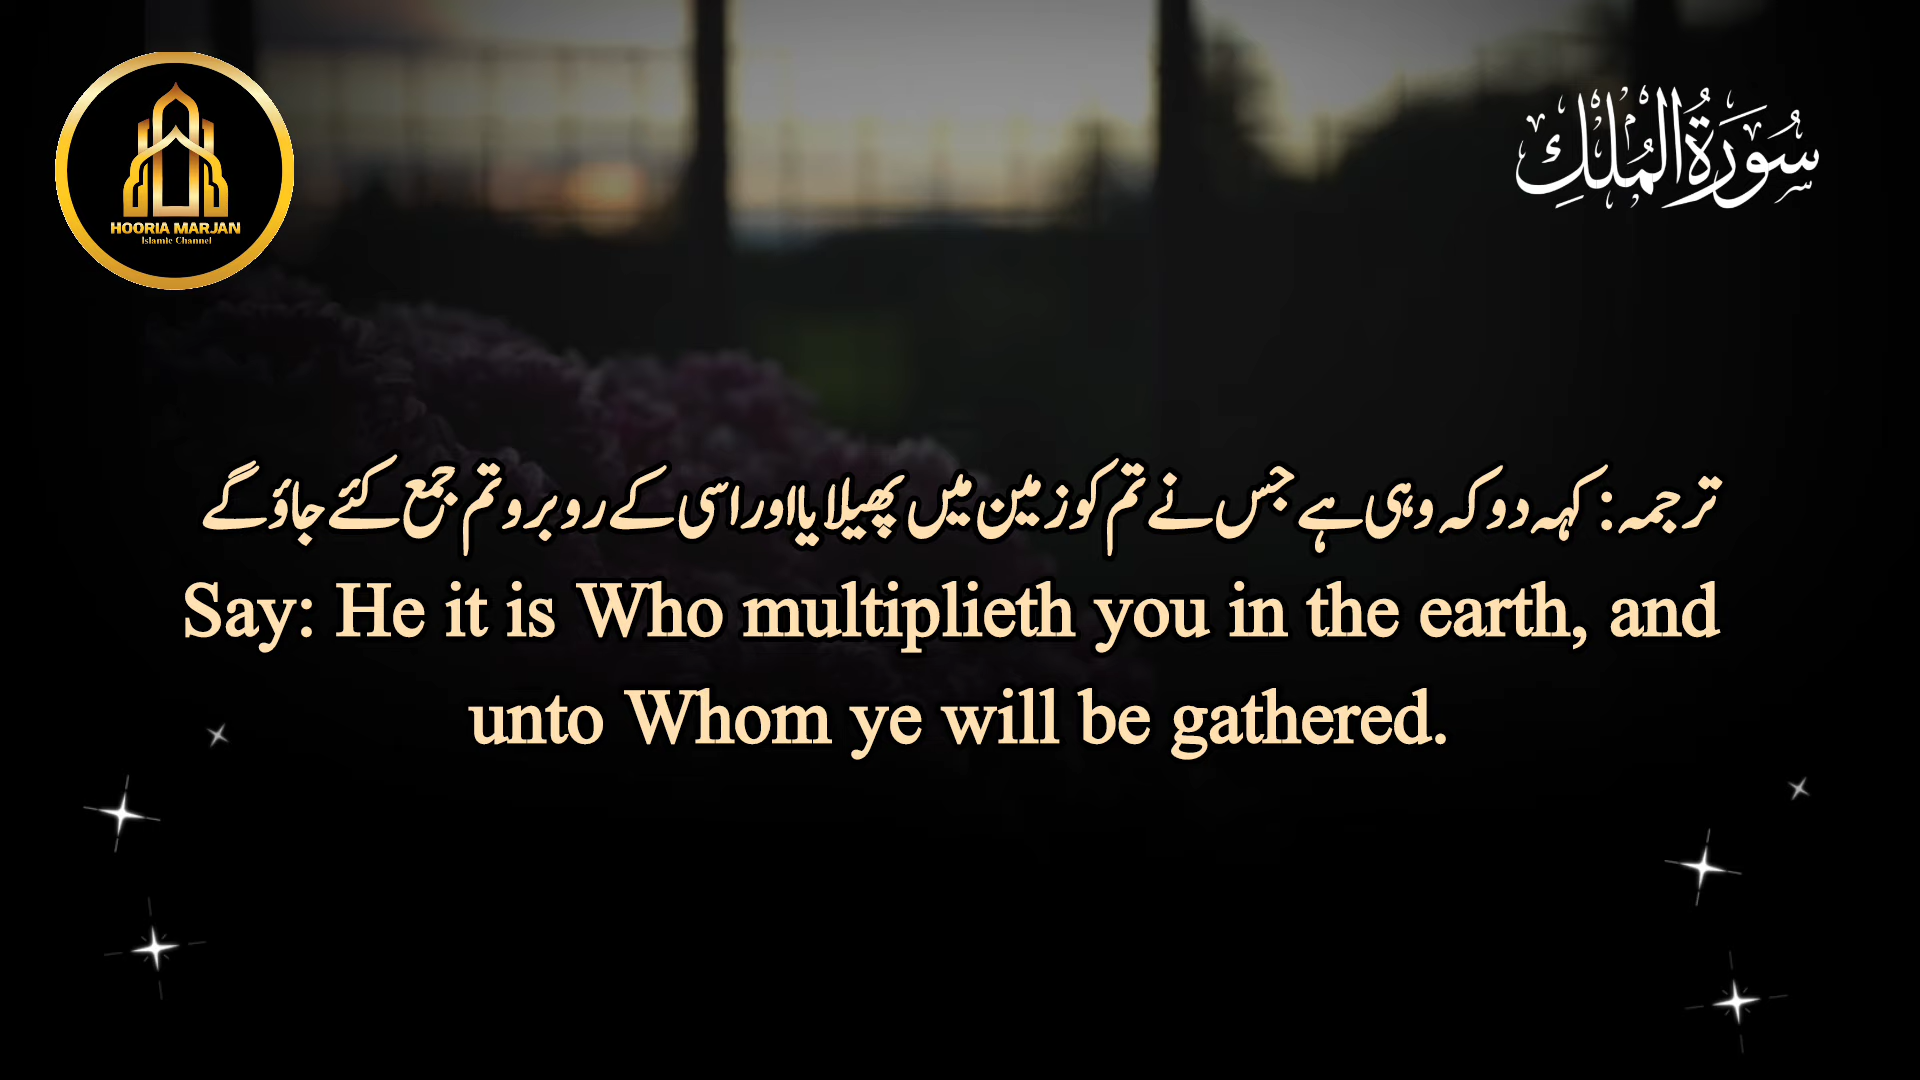 HOORIA MARJAN
Islamic Channel
سُورَةُ الْمُلْكِ
ترجمہ: کہہ دو کہ وہی ہے جس نے تم کو زمین میں پھیلایا اور اسی کے روبرو تم جمع کئے جاؤ گے
Say: He it is Who multiplieth you in the earth, and
unto Whom ye will be gathered.